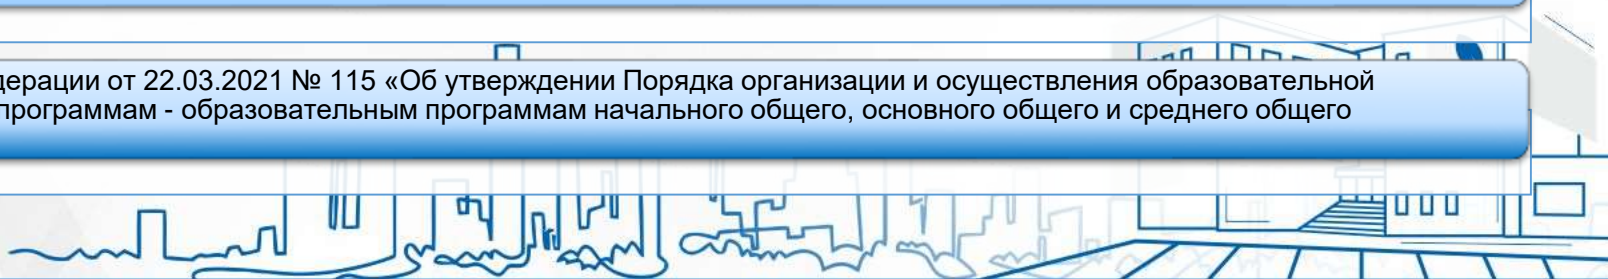 дерации от 22.03.2021 № 115 «Об утверждении Порядка организации и осуществления образовательной
программам - образовательным программам начального общего, основного общего и среднего общего